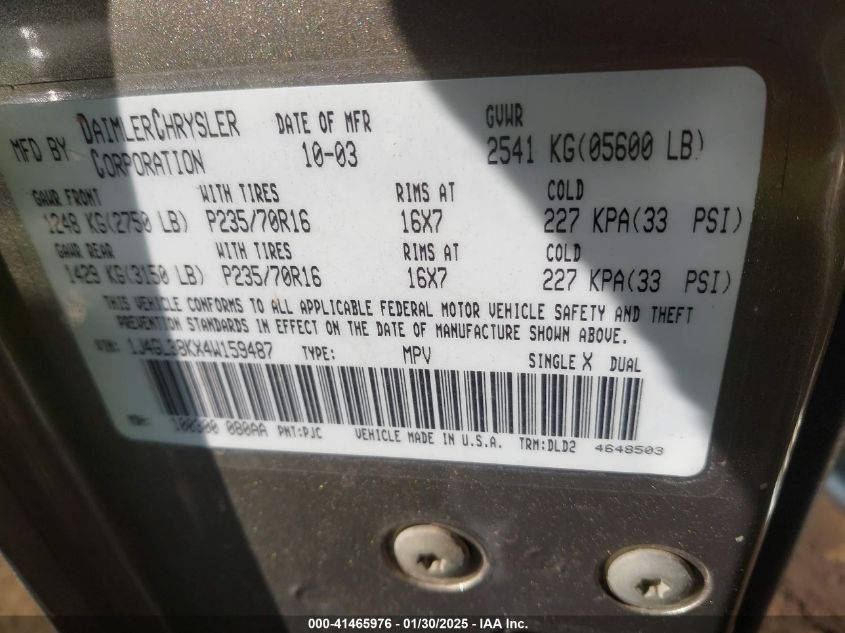 MFD BY DAIMLERCHRYSLER CORPORATION DATE OF MFR 10-03 GVWR 2541 KG(05600 LB)
GAWR FRONT WITH TIRES RIMS AT COLD
1248 KG(2750 LB) P235/70R16 16X7 227 KPA(33 PSI)
GAWR REAR WITH TIRES RIMS AT COLD
1429 KG(3150 LB) P235/70R16 16X7 227 KPA(33 PSI)
THIS VEHICLE CONFORMS TO ALL APPLICABLE FEDERAL MOTOR VEHICLE SAFETY AND THEFT
PREVENTION STANDARDS IN EFFECT ON THE DATE OF MANUFACTURE SHOWN ABOVE.
VIN: 1J4GL38KX4W159487 TYPE: MPV SINGLE X DUAL
MDH: 080AA PNT:PJC VEHICLE MADE IN U.S.A. TRM:DLD2 4648503
000-41465976 - 01/30/2025 - IAA Inc.